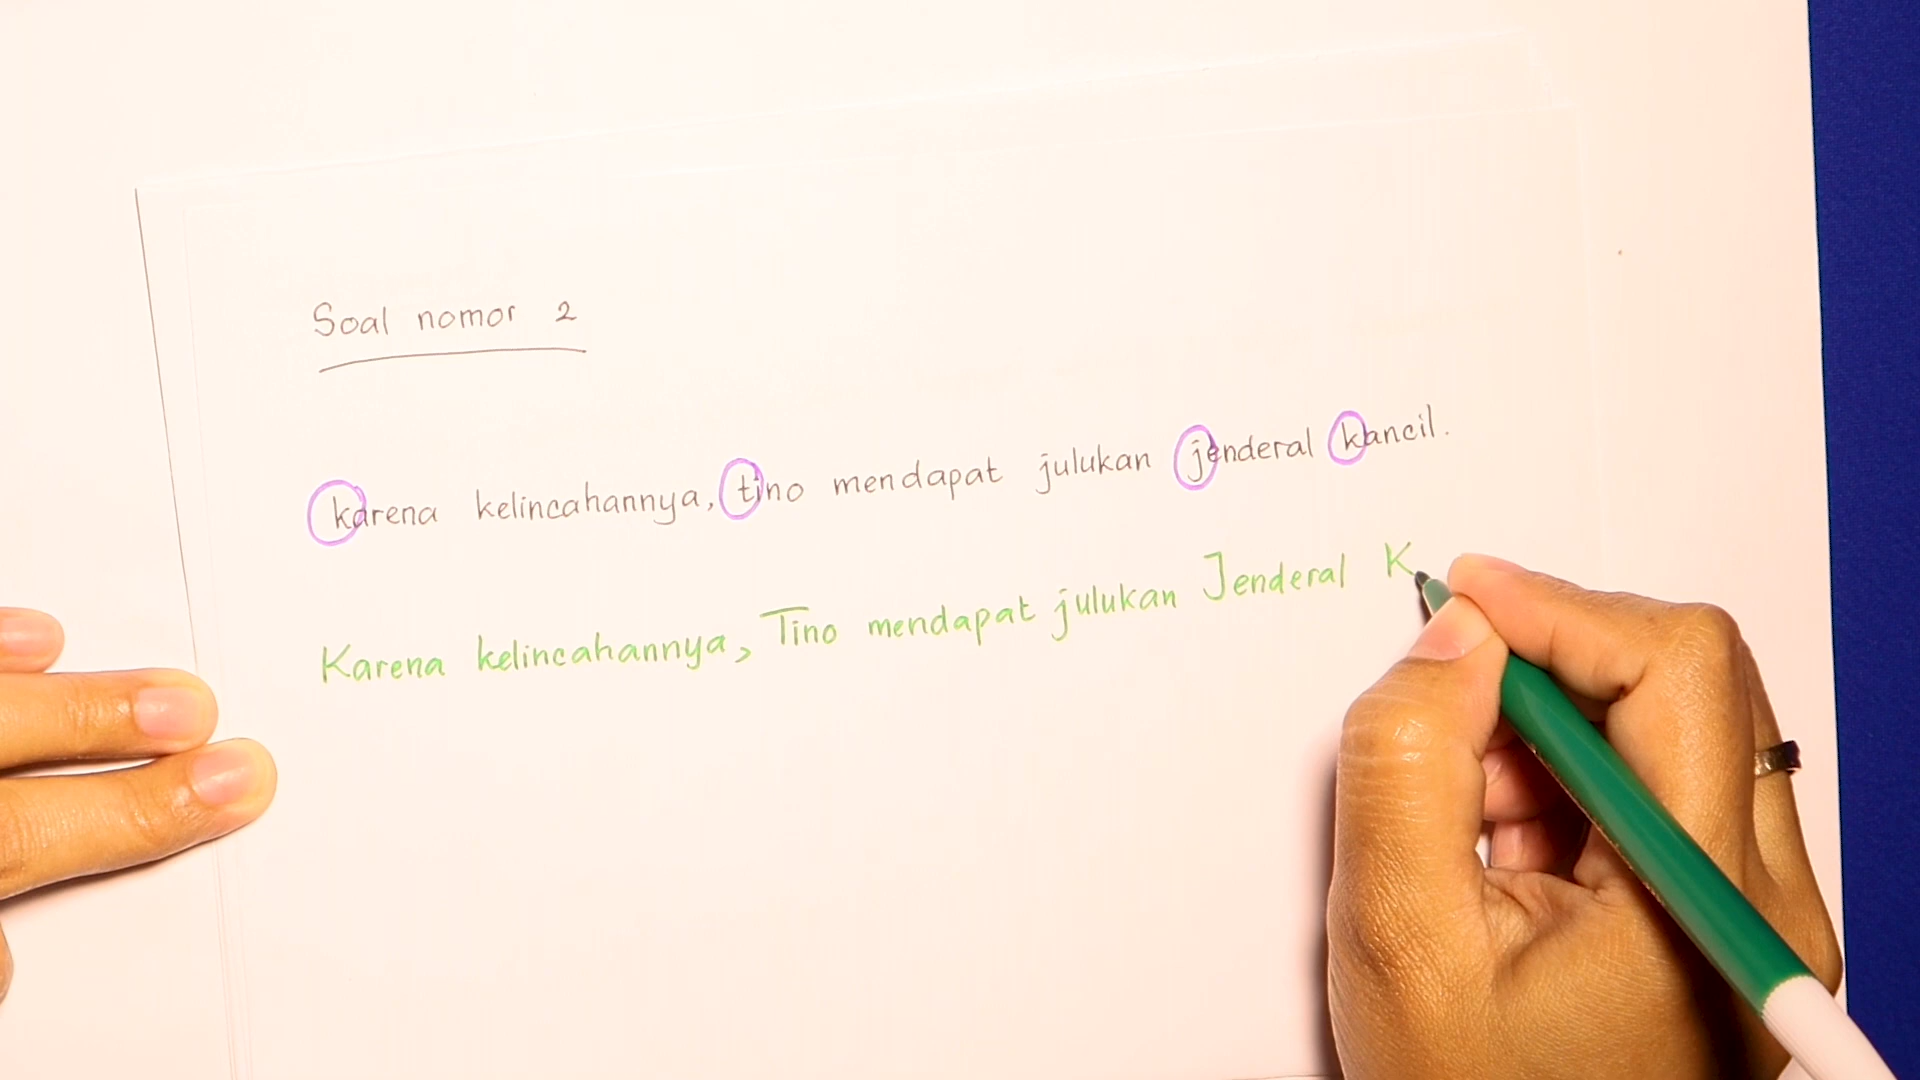 Soal nomor 2
karena kelincahannya, tino mendapat julukan jenderal kancil.
Karena kelincahannya, Tino mendapat julukan Jenderal K